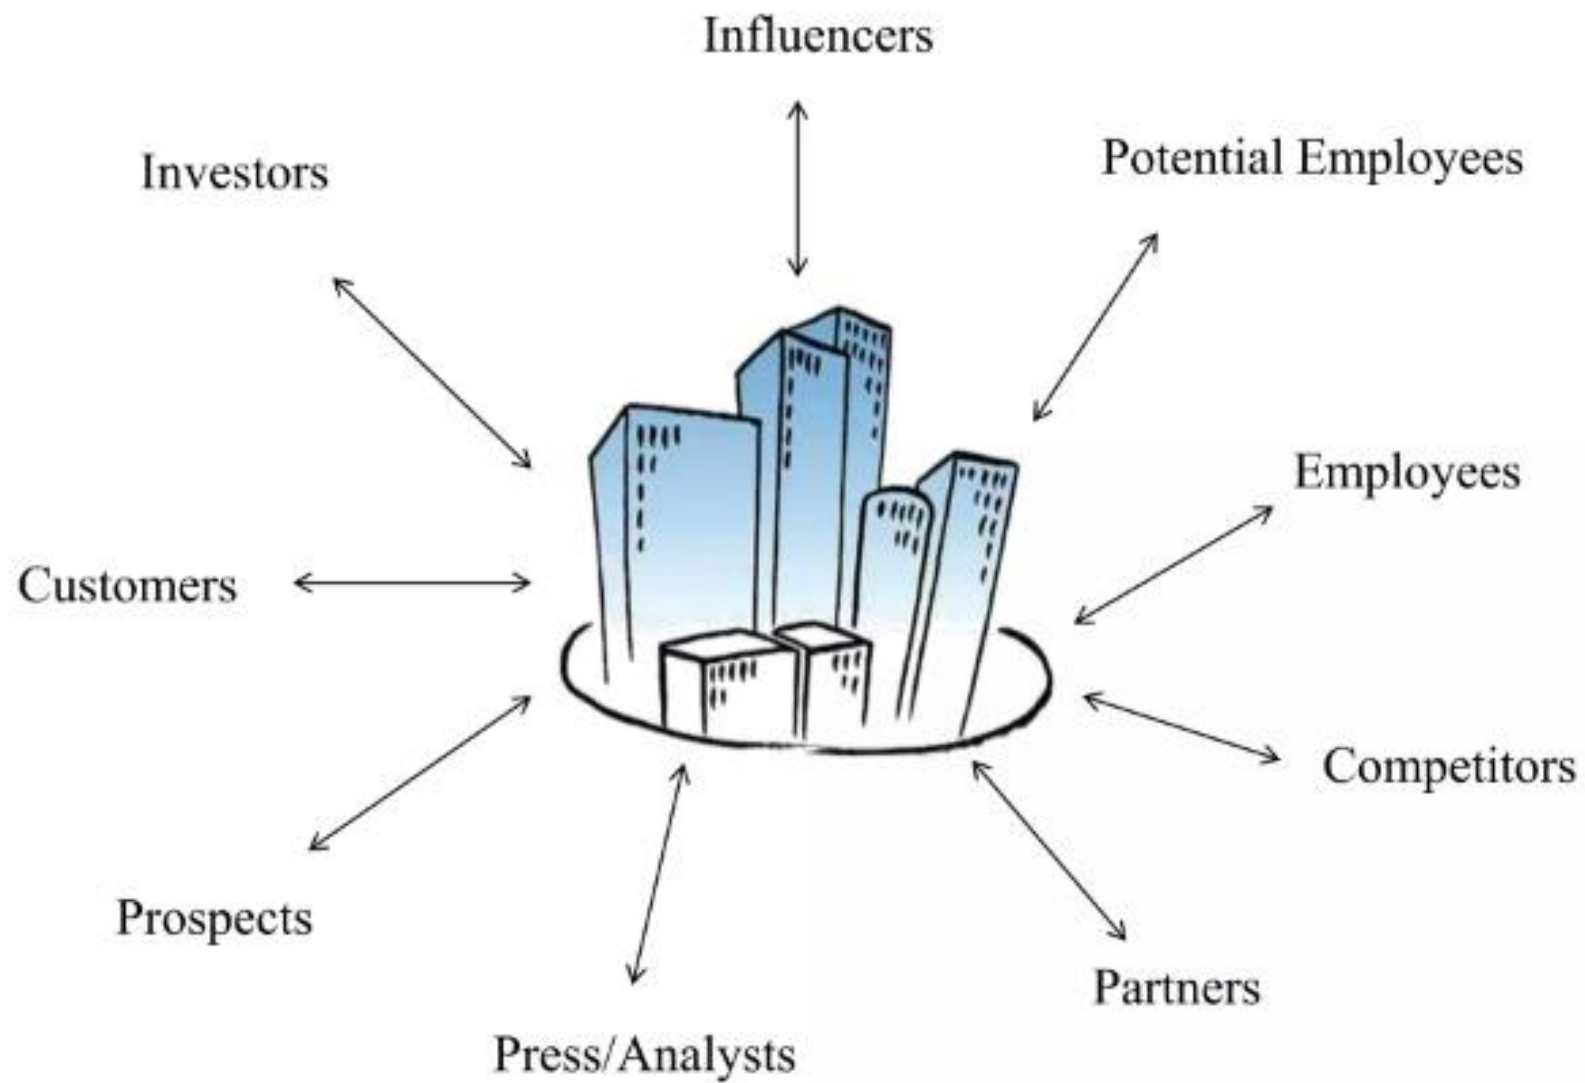 Influencers
Investors
Potential Employees
Employees
Customers
Competitors
Prospects
Partners
Press/Analysts